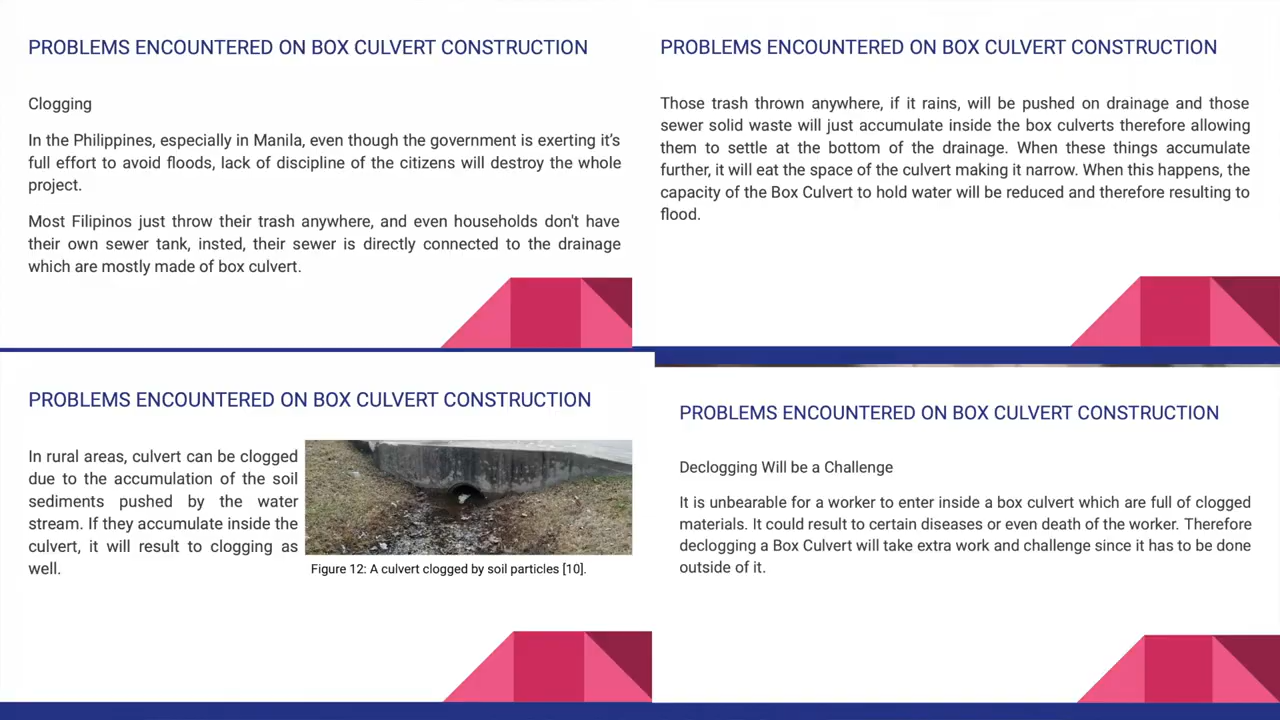 PROBLEMS ENCOUNTERED ON BOX CULVERT CONSTRUCTION
Clogging
In the Philippines, especially in Manila, even though the government is exerting it's
full effort to avoid floods, lack of discipline of the citizens will destroy the whole
project.
Most Filipinos just throw their trash anywhere, and even households don't have
their own sewer tank, insted, their sewer is directly connected to the drainage
which are mostly made of box culvert.
PROBLEMS ENCOUNTERED ON BOX CULVERT CONSTRUCTION
Those trash thrown anywhere, if it rains, will be pushed on drainage and those
sewer solid waste will just accumulate inside the box culverts therefore allowing
them to settle at the bottom of the drainage. When these things accumulate
further, it will eat the space of the culvert making it narrow. When this happens, the
capacity of the Box Culvert to hold water will be reduced and therefore resulting to
flood.
PROBLEMS ENCOUNTERED ON BOX CULVERT CONSTRUCTION
In rural areas, culvert can be clogged
due to the accumulation of the soil
sediments pushed by the water
stream. If they accumulate inside the
culvert, it will result to clogging as
well.
Figure 12: A culvert clogged by soil particles [10].
PROBLEMS ENCOUNTERED ON BOX CULVERT CONSTRUCTION
Declogging Will be a Challenge
It is unbearable for a worker to enter inside a box culvert which are full of clogged
materials. It could result to certain diseases or even death of the worker. Therefore
declogging a Box Culvert will take extra work and challenge since it has to be done
outside of it.